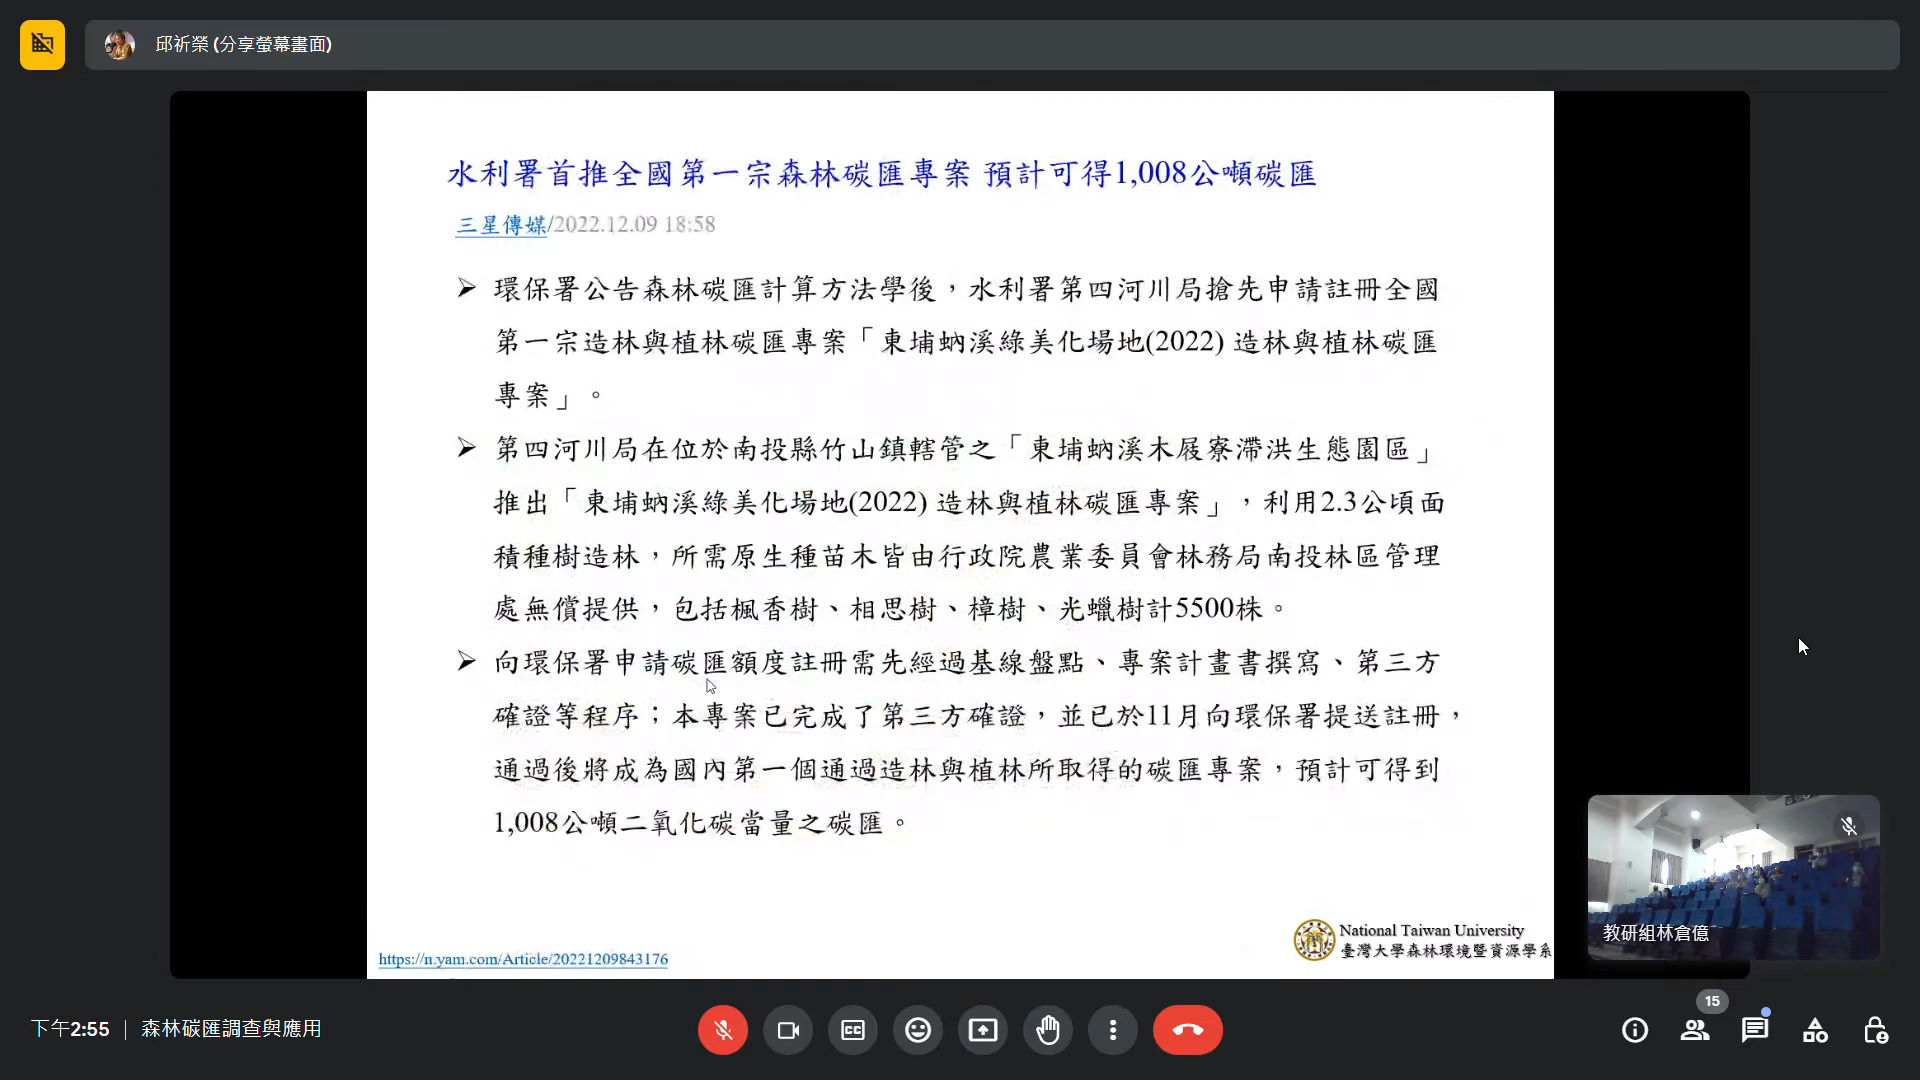 邱祈榮 (分享螢幕畫面)
水利署首推全國第一宗森林碳匯專案 預計可得1,008公噸碳匯
三星傳媒/2022.12.09 18:58
➢ 環保署公告森林碳匯計算方法學後，水利署第四河川局搶先申請註冊全國
第一宗造林與植林碳匯專案「東埔蚋溪綠美化場地(2022) 造林與植林碳匯
專案」。
➢ 第四河川局在位於南投縣竹山鎮轄管之「東埔蚋溪木屐寮滯洪生態園區」
推出「東埔蚋溪綠美化場地(2022) 造林與植林碳匯專案」，利用2.3公頃面
積種樹造林，所需原生種苗木皆由行政院農業委員會林務局南投林區管理
處無償提供，包括楓香樹、相思樹、樟樹、光蠟樹計5500株。
➢ 向環保署申請碳匯額度註冊需先經過基線盤點、專案計畫書撰寫、第三方
確證等程序；本專案已完成了第三方確證，並已於11月向環保署提送註冊，
通過後將成為國內第一個通過造林與植林所取得的碳匯專案，預計可得到
1,008公噸二氧化碳當量之碳匯。
https://n.yam.com/Article/20221209843176
National Taiwan University
臺灣大學森林環境暨資源學系
教研組林倉億
下午2:55 | 森林碳匯調查與應用
15